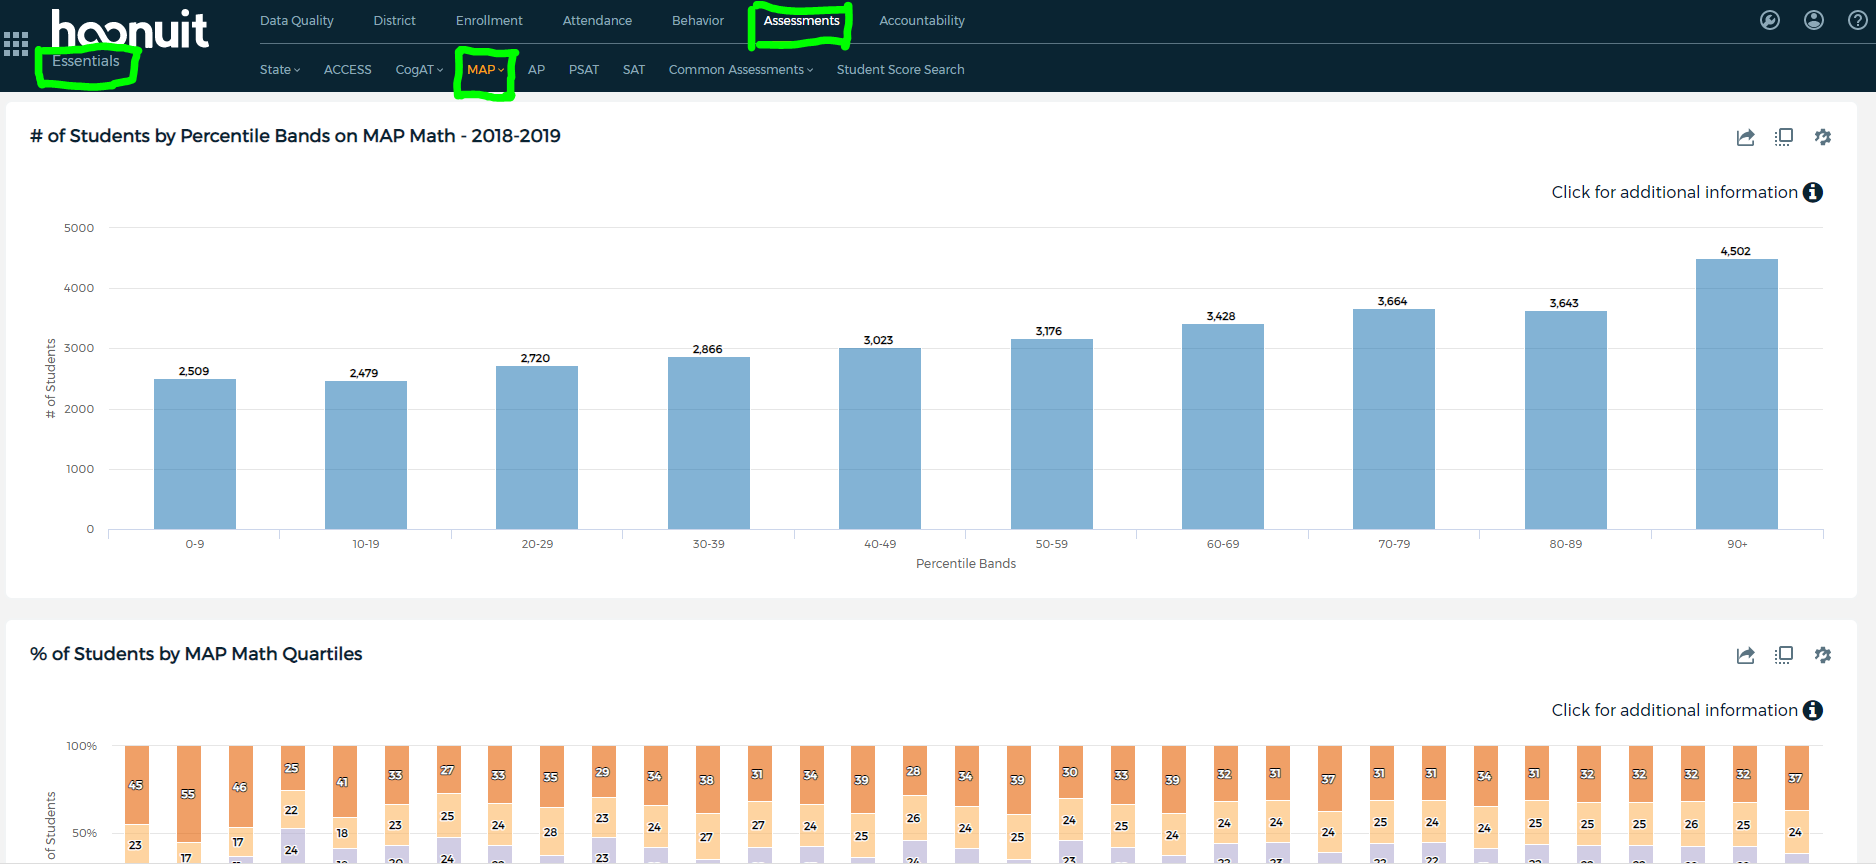 hoonuit
Essentials
Data Quality District Enrollment Attendance Behavior Assessments Accountability
State ACCESS CogAT MAP AP PSAT SAT Common Assessments Student Score Search
# of Students by Percentile Bands on MAP Math - 2018-2019
Click for additional information
5000
4000
3000
2000
1000
0
# of Students
2,509 2,479 2,720 2,866 3,023 3,176 3,428 3,664 3,643 4,502
0-9 10-19 20-29 30-39 40-49 50-59 60-69 70-79 80-89 90+
Percentile Bands
% of Students by MAP Math Quartiles
Click for additional information
100%
50%
of Students
45 55 46 25 41 33 27 33 35 29 34 38 31 34 39 28 34 39 30 33 39 32 31 37 31 31 34 31 32 32 32 32 37
23 17 17 22 18 23 25 24 28 23 24 27 27 24 25 26 24 25 24 25 24 24 24 24 25 24 24 25 25 25 26 25 24
24 24 23